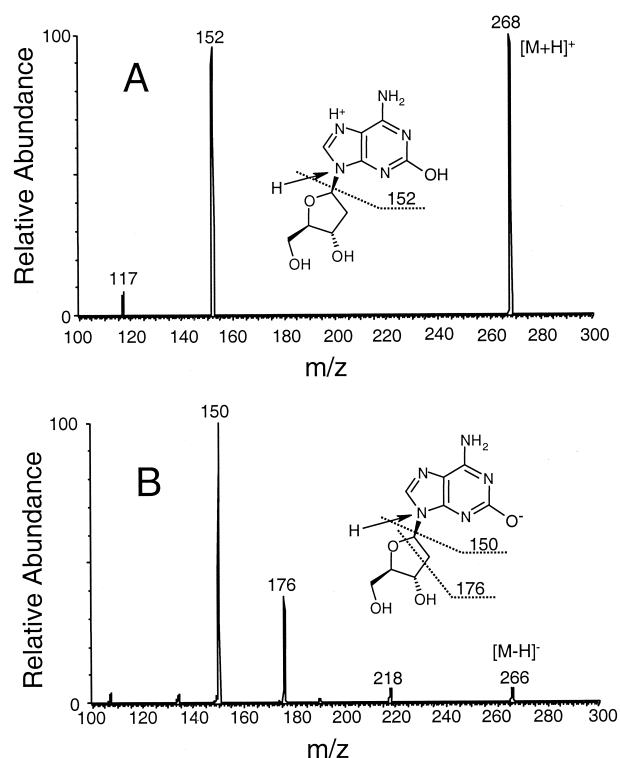 100
Relative Abundance
0
A
117
152
268
[M+H]⁺
NH₂
H⁺
N
N
N
N
OH
H
152
O
OH
OH
100 120 140 160 180 200 220 240 260 280 300
m/z
100
Relative Abundance
0
B
150
176
218
266
[M-H]⁻
NH₂
N
N
N
N
O⁻
H
150
O
176
OH
OH
100 120 140 160 180 200 220 240 260 280 300
m/z